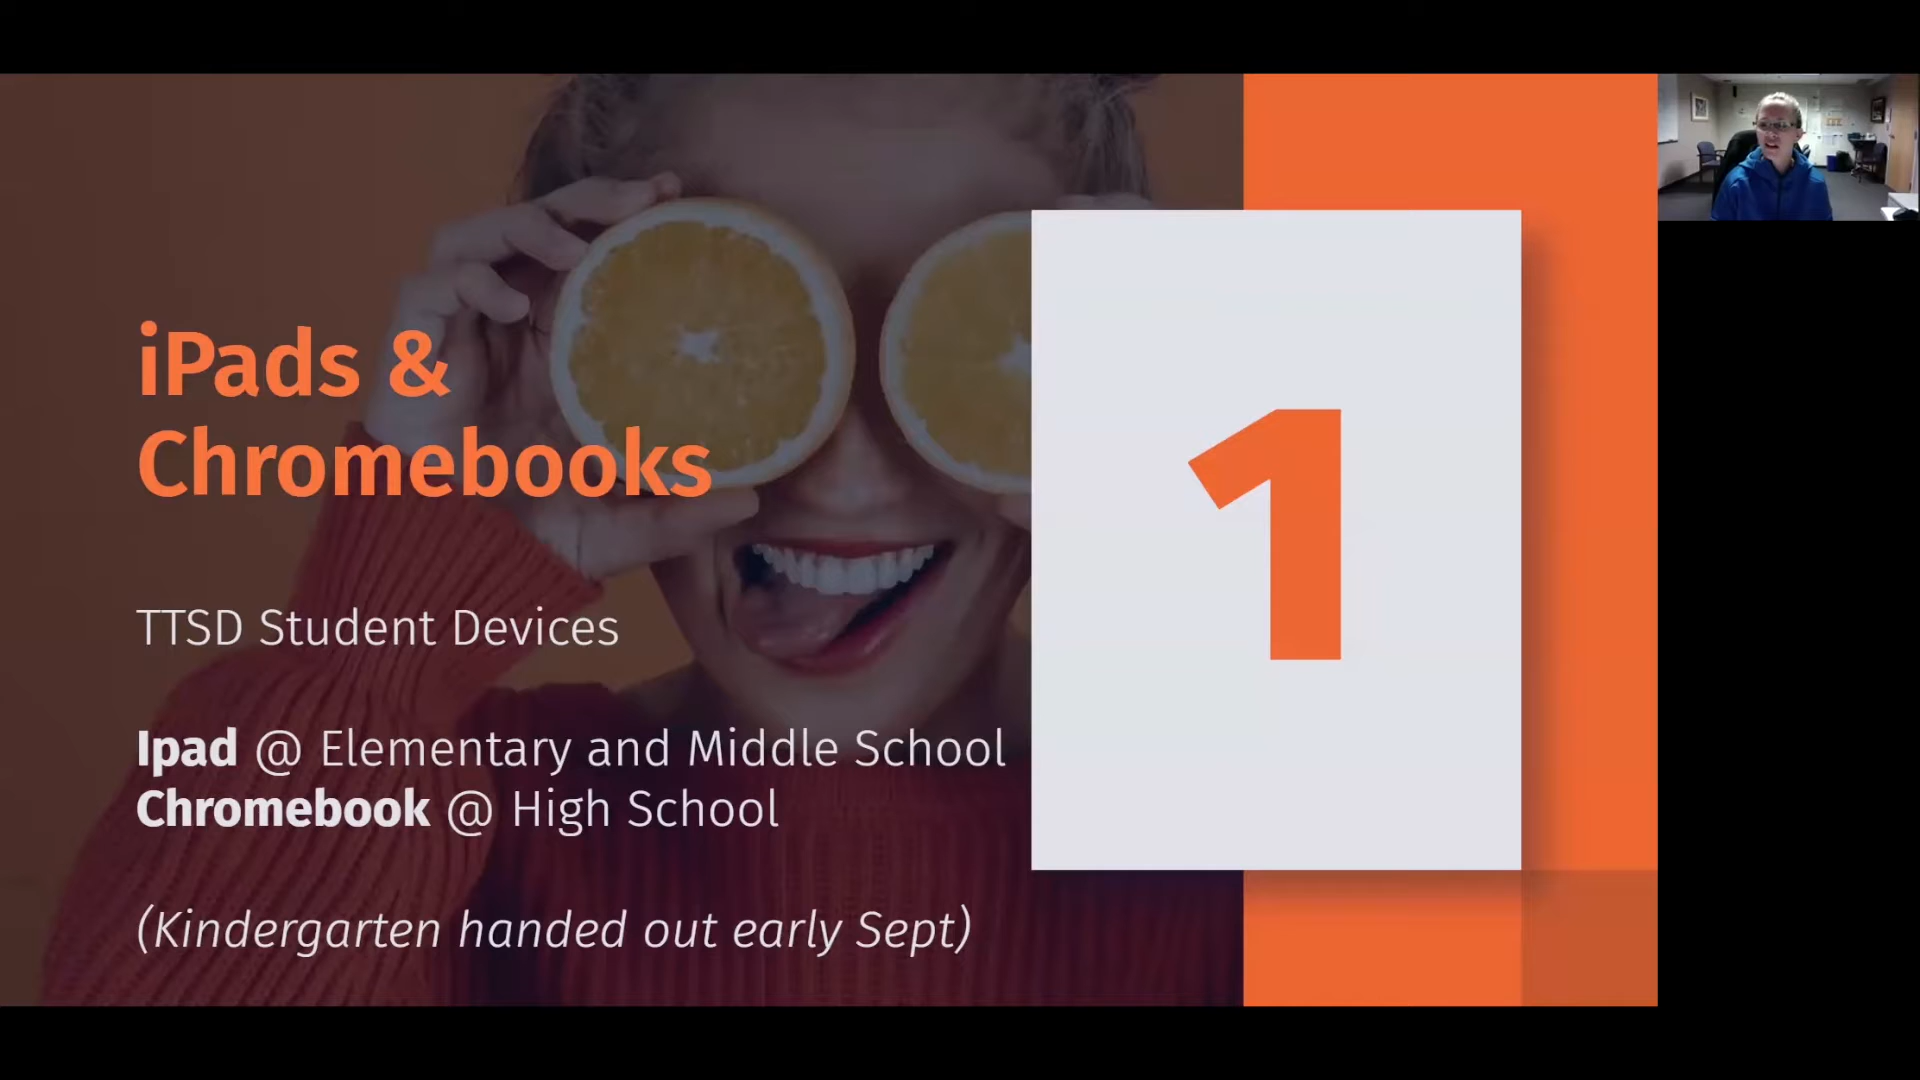 iPads &
Chromebooks
TTSD Student Devices
Ipad @ Elementary and Middle School
Chromebook @ High School
(Kindergarten handed out early Sept)
1